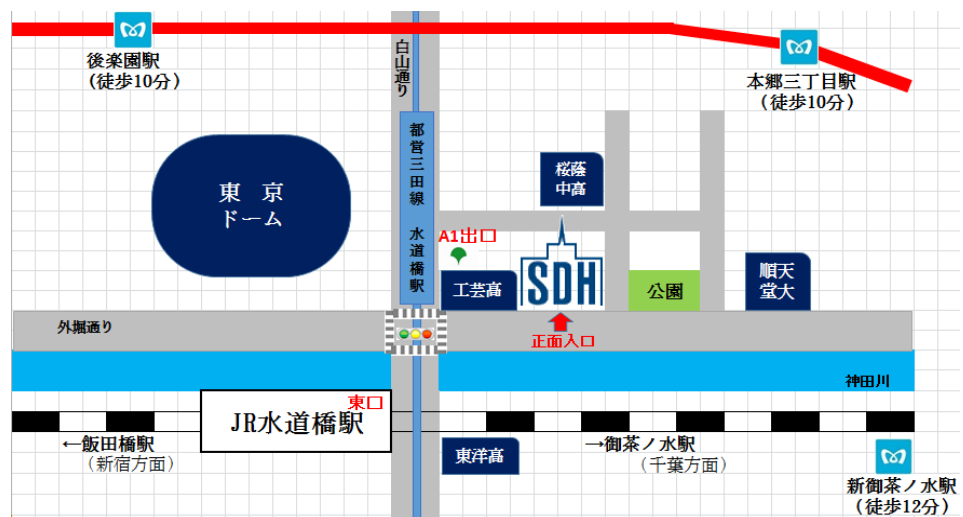 後楽園駅
(徒歩10分)
白山通り
本郷三丁目駅
(徒歩10分)
都営三田線 水道橋駅
東 京
ドーム
桜蔭
中高
A1出口
工芸高
SDH
公園
順天
堂大
外堀通り
正面入口
神田川
東口
JR水道橋駅
←飯田橋駅
(新宿方面)
東洋高
→御茶ノ水駅
(千葉方面)
新御茶ノ水駅
(徒歩12分)